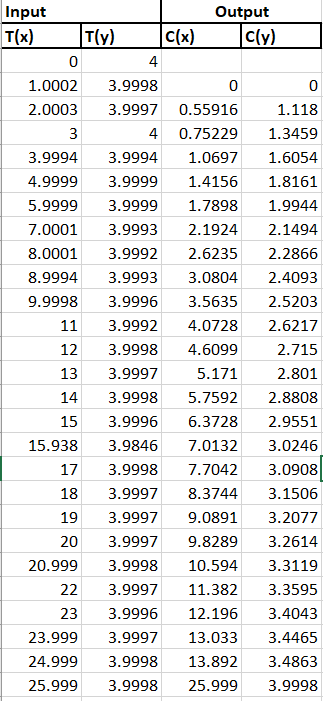 Input Output
T(x) T(y) C(x) C(y)
0 4
1.0002 3.9998 0 0
2.0003 3.9997 0.55916 1.118
3 4 0.75229 1.3459
3.9994 3.9994 1.0697 1.6054
4.9999 3.9999 1.4156 1.8161
5.9999 3.9999 1.7898 1.9944
7.0001 3.9993 2.1924 2.1494
8.0001 3.9992 2.6235 2.2866
8.9994 3.9993 3.0804 2.4093
9.9998 3.9996 3.5635 2.5203
11 3.9992 4.0728 2.6217
12 3.9998 4.6099 2.715
13 3.9997 5.171 2.801
14 3.9998 5.7592 2.8808
15 3.9996 6.3728 2.9551
15.938 3.9846 7.0132 3.0246
17 3.9998 7.7042 3.0908
18 3.9997 8.3744 3.1506
19 3.9997 9.0891 3.2077
20 3.9997 9.8289 3.2614
20.999 3.9998 10.594 3.3119
22 3.9997 11.382 3.3595
23 3.9996 12.196 3.4043
23.999 3.9997 13.033 3.4465
24.999 3.9998 13.892 3.4863
25.999 3.9998 25.999 3.9998